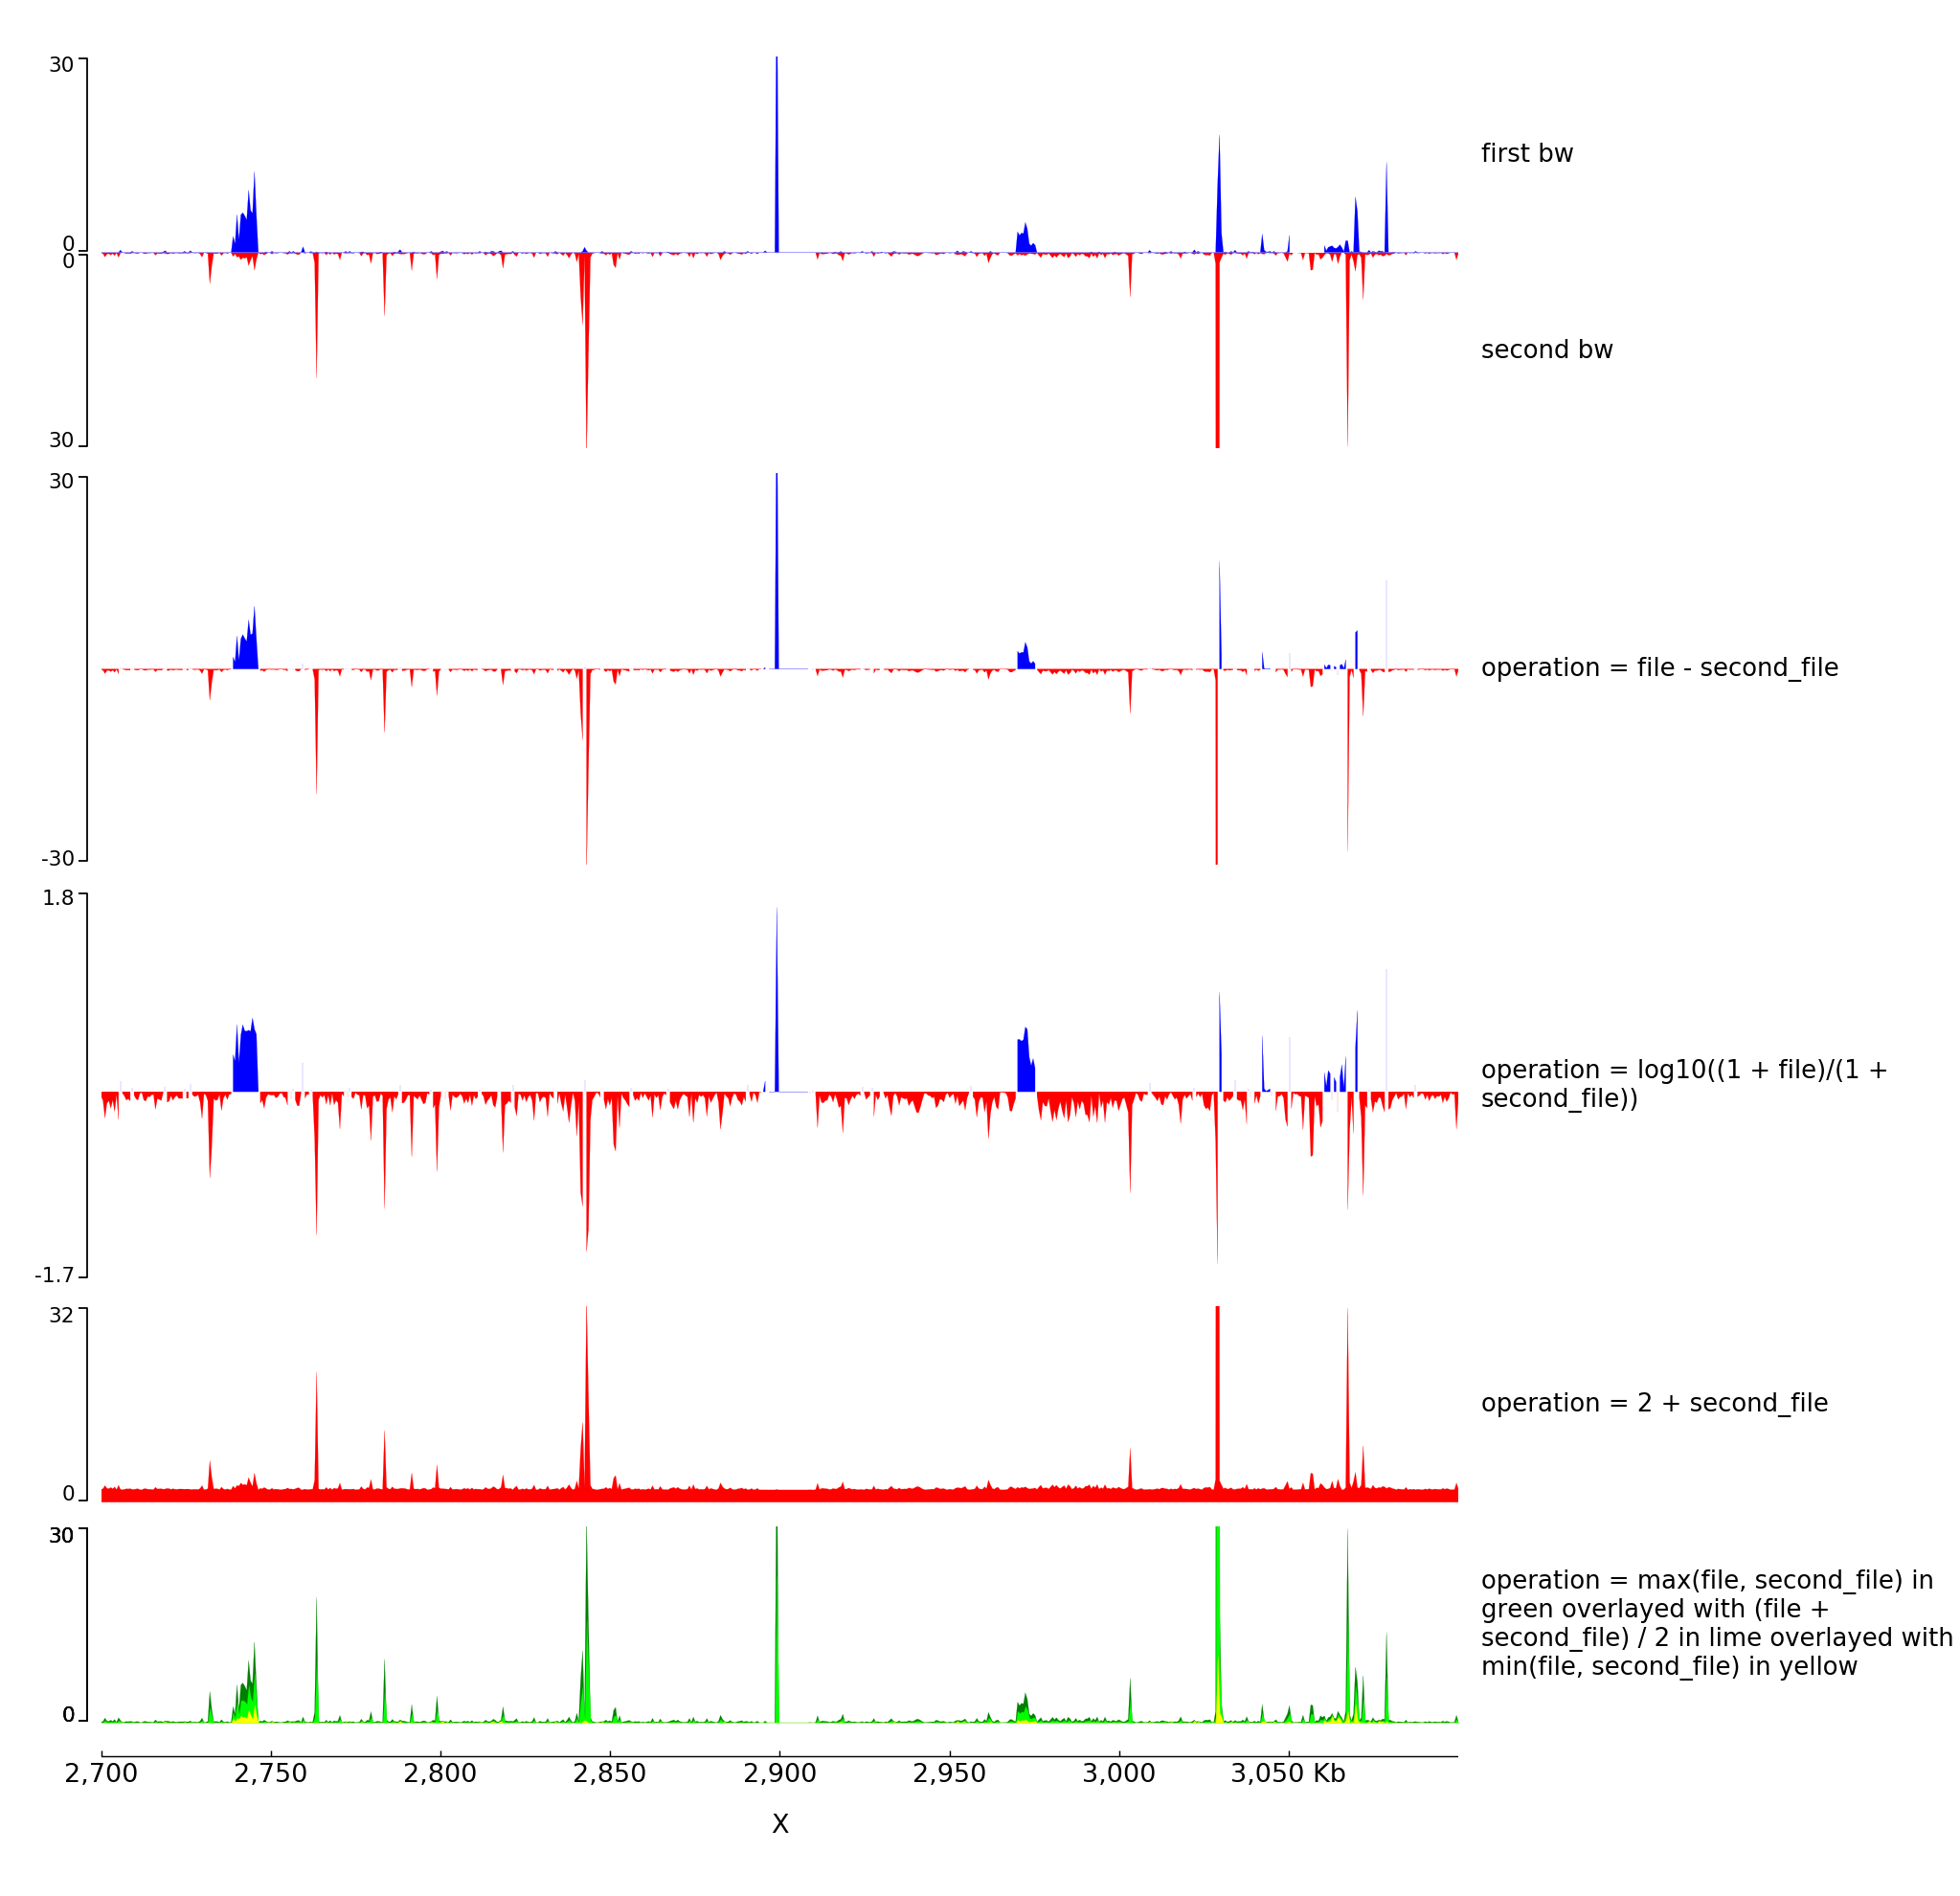 30
first bw
0
0
second bw
30
30
operation = file - second_file
-30
1.8
operation = log10((1 + file)/(1 +
second_file))
-1.7
32
operation = 2 + second_file
0
30
operation = max(file, second_file) in
green overlayed with (file +
second_file) / 2 in lime overlayed with
min(file, second_file) in yellow
0
2,700 2,750 2,800 2,850 2,900 2,950 3,000 3,050 Kb
X